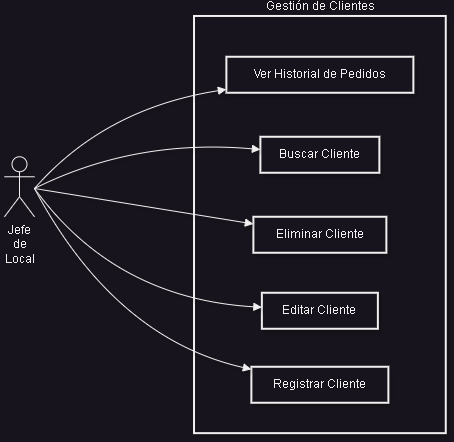 Gestión de Clientes
Ver Historial de Pedidos
Buscar Cliente
Jefe
de
Local
Eliminar Cliente
Editar Cliente
Registrar Cliente